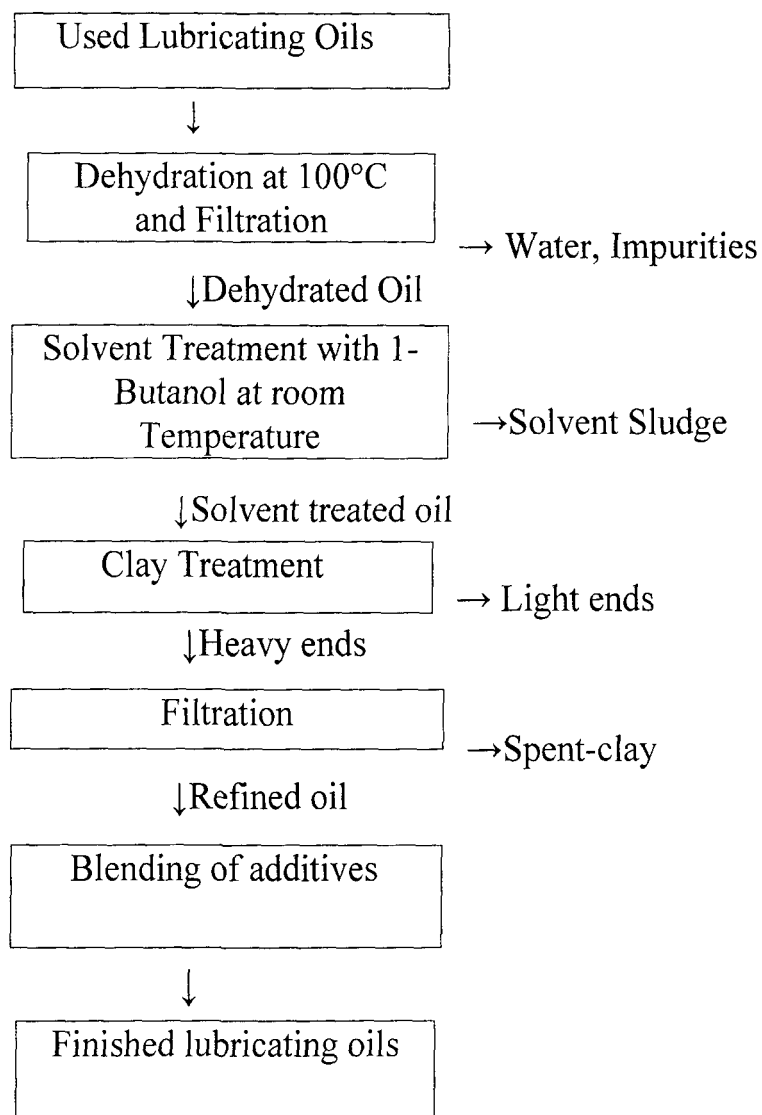 Used Lubricating Oils
↓
Dehydration at 100°C
and Filtration
→ Water, Impurities
↓Dehydrated Oil
Solvent Treatment with 1-
Butanol at room
Temperature
→Solvent Sludge
↓Solvent treated oil
Clay Treatment
→ Light ends
↓Heavy ends
Filtration
→Spent-clay
↓Refined oil
Blending of additives
↓
Finished lubricating oils